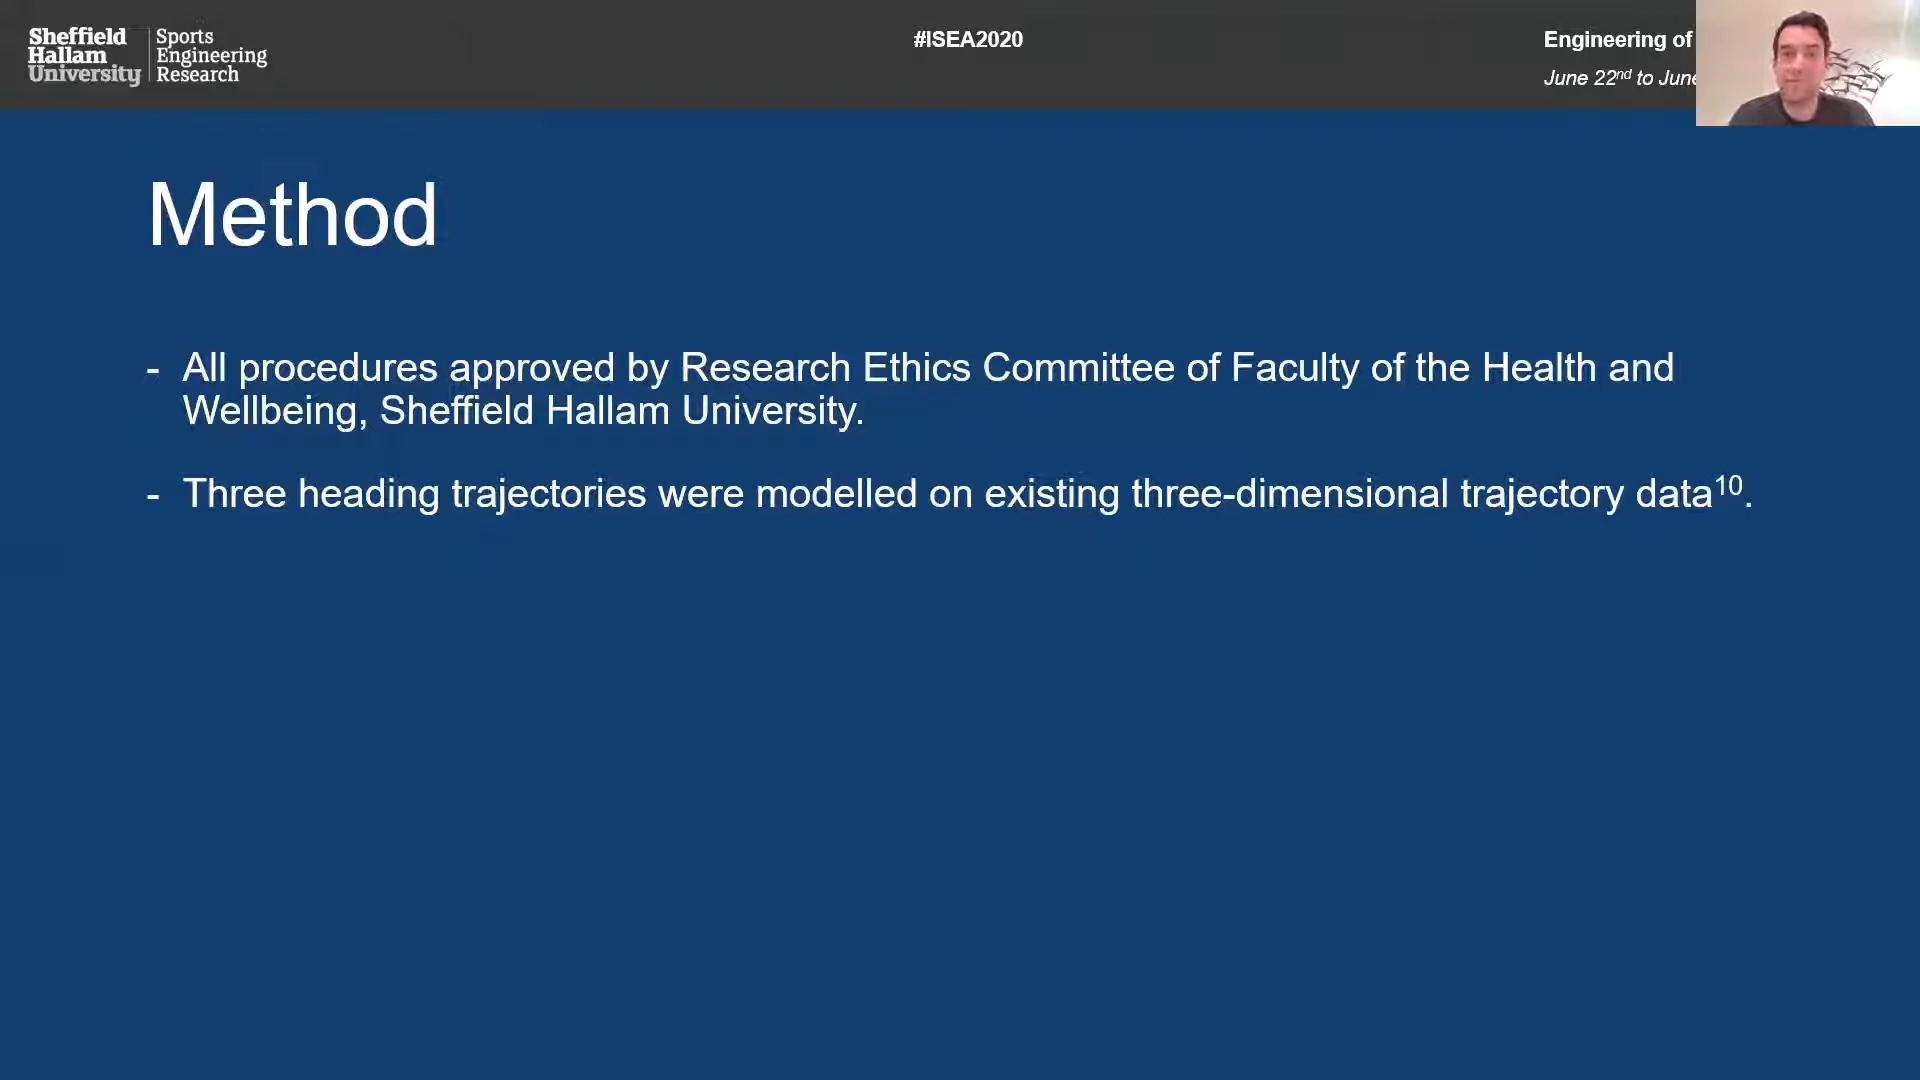 Sheffield
Hallam
University
Sports
Engineering
Research
#ISEA2020
Engineering of
June 22nd to June
Method
- All procedures approved by Research Ethics Committee of Faculty of the Health and
Wellbeing, Sheffield Hallam University.
- Three heading trajectories were modelled on existing three-dimensional trajectory data10.